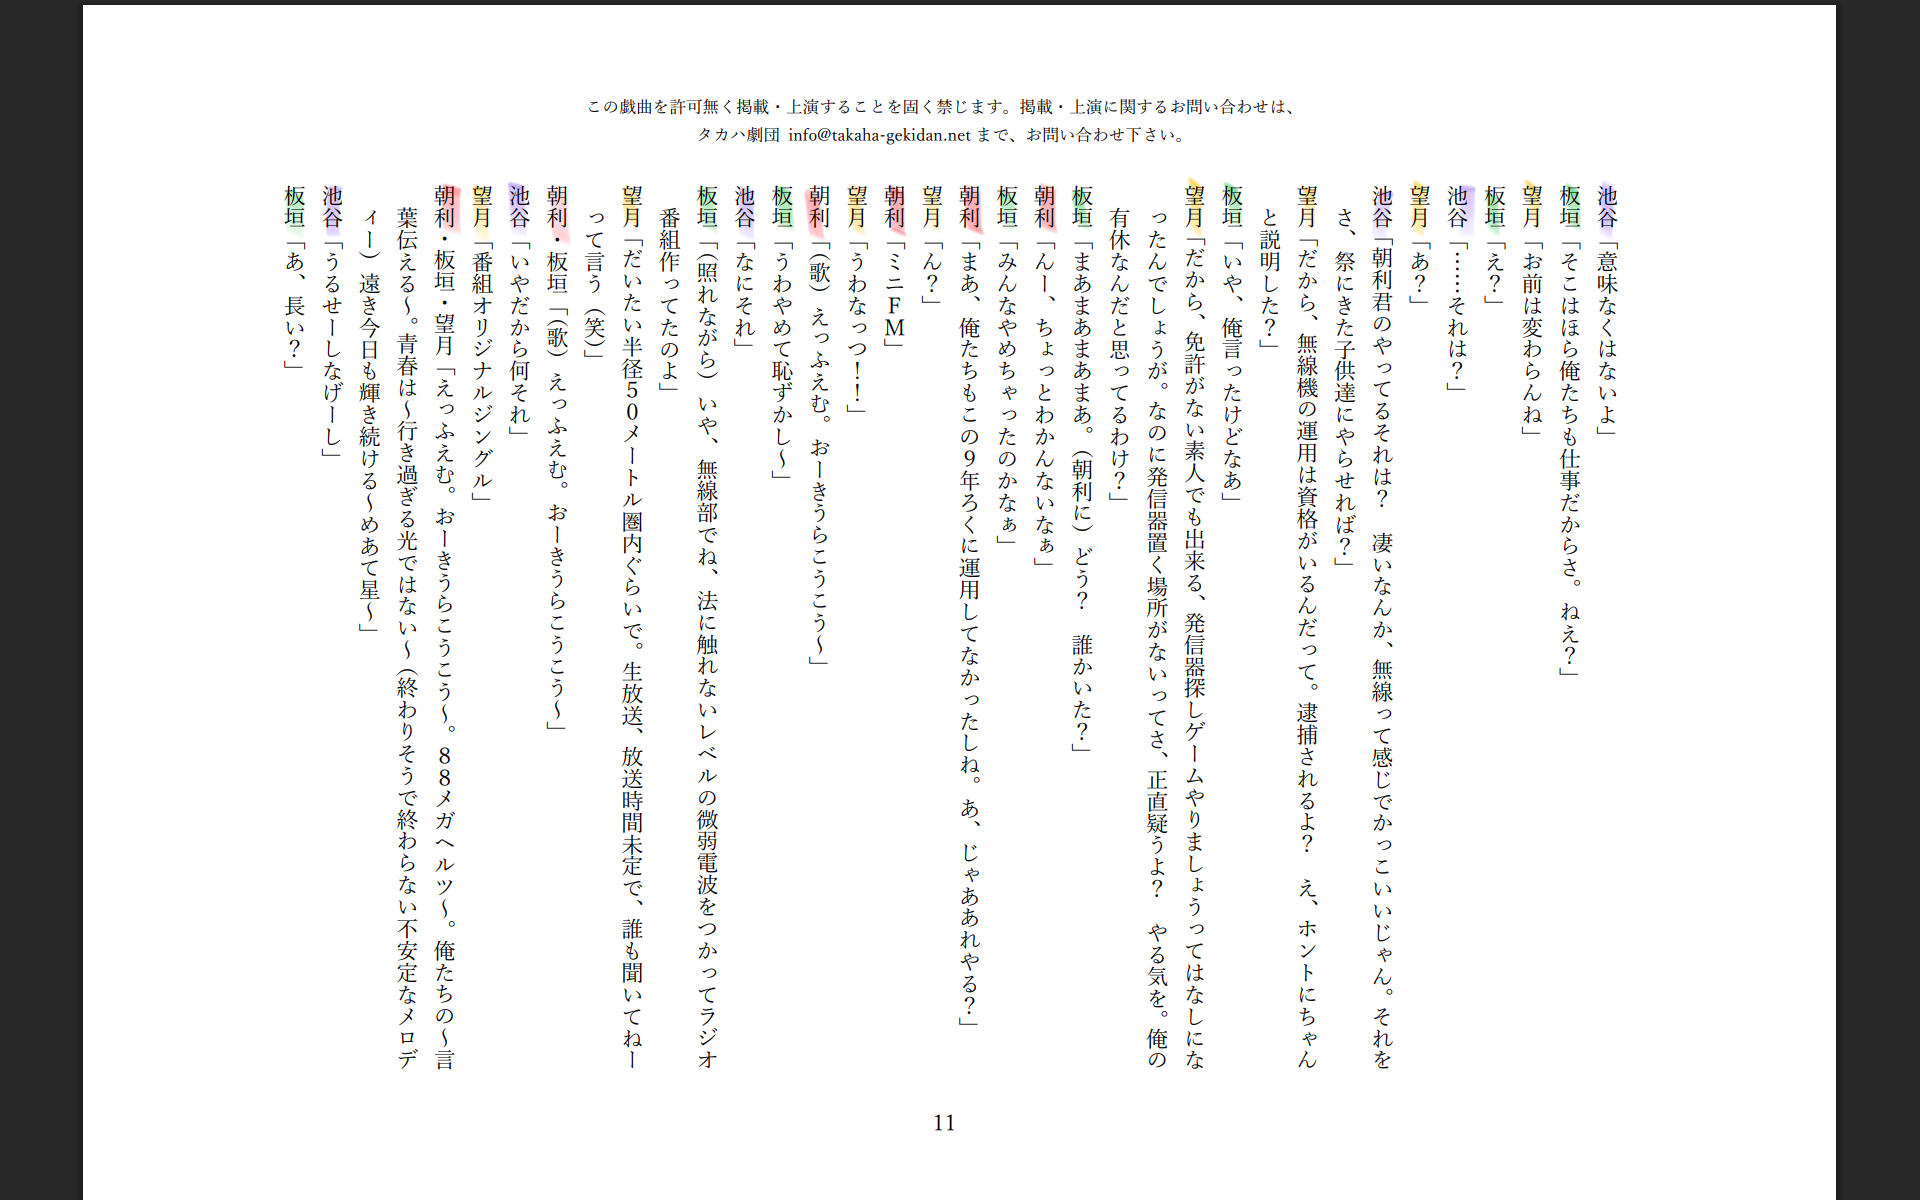 この戯曲を許可無く掲載・上演することを固く禁じます。掲載・上演に関するお問い合わせは、
タカハ劇団 info@takaha-gekidan.net まで、お問い合わせ下さい。
池谷「意味なくはないよ」
板垣「そこはほら俺たちも仕事だからさ。ねえ？」
望月「お前は変わらんね」
板垣「え？」
池谷「……それは？」
望月「あ？」
池谷「朝利君のやってるそれは？　凄いなんか、無線って感じでかっこいいじゃん。それを
さ、祭にきた子供達にやらせれば？」
望月「だから、無線機の運用は資格がいるんだって。逮捕されるよ？　え、ホントにちゃん
と説明した？」
板垣「いや、俺言ったけどなあ」
望月「だから、免許がない素人でも出来る、発信器探しゲームやりましょうってはなしにな
ったんでしょうが。なのに発信器置く場所がないってさ、正直疑うよ？　やる気を。俺の
有休なんだと思ってるわけ？」
板垣「まあまあまあまあ。（朝利に）どう？　誰かいた？」
朝利「んー、ちょっとわかんないなぁ」
板垣「みんなやめちゃったのかなぁ」
朝利「まあ、俺たちもこの９年ろくに運用してなかったしね。あ、じゃああれやる？」
望月「ん？」
朝利「ミニＦＭ」
望月「うわなっつ！！」
朝利「（歌）えっふえむ。おーきうらこうこう～」
板垣「うわやめて恥ずかし～」
池谷「なにそれ」
板垣「（照れながら）いや、無線部でね、法に触れないレベルの微弱電波をつかってラジオ
番組作ってたのよ」
望月「だいたい半径５０メートル圏内ぐらいで。生放送、放送時間未定で、誰も聞いてねー
って言う（笑）」
朝利・板垣「（歌）えっふえむ。おーきうらこうこう～」
池谷「いやだから何それ」
望月「番組オリジナルジングル」
朝利・板垣・望月「えっふえむ。おーきうらこうこう～。８８メガヘルツ～。俺たちの～言
葉伝える～。青春は～行き過ぎる光ではない～（終わりそうで終わらない不安定なメロデ
ィー）遠き今日も輝き続ける～めあて星～」
池谷「うるせーしなげーし」
板垣「あ、長い？」
11